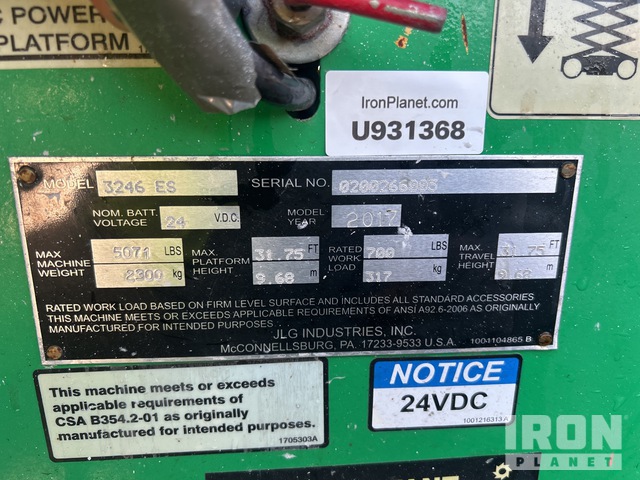 C POWER
PLATFORM
IronPlanet.com
U931368
MODEL 3246 ES SERIAL NO.
NOM. BATT. VOLTAGE 24 V.D.C. MODEL YEAR 2017
MAX MACHINE WEIGHT 5071 LBS 2300 kg MAX. PLATFORM HEIGHT 31.75 FT 9.68 m RATED WORK LOAD 700 LBS 317 kg MAX. TRAVEL HEIGHT 31.75 FT 9.68 m
RATED WORK LOAD BASED ON FIRM LEVEL SURFACE AND INCLUDES ALL STANDARD ACCESSORIES
THIS MACHINE MEETS OR EXCEEDS APPLICABLE REQUIREMENTS OF ANSI A92.6-2006 AS ORIGINALLY
MANUFACTURED FOR INTENDED PURPOSES.
JLG INDUSTRIES, INC.
McCONNELLSBURG, PA. 17233-9533 U.S.A.
1001104865 B
This machine meets or exceeds
applicable requirements of
CSA B354.2-01 as originally
manufactured for intended purposes.
1705303A
NOTICE
24VDC
1001216313 A
IRON
PLANET